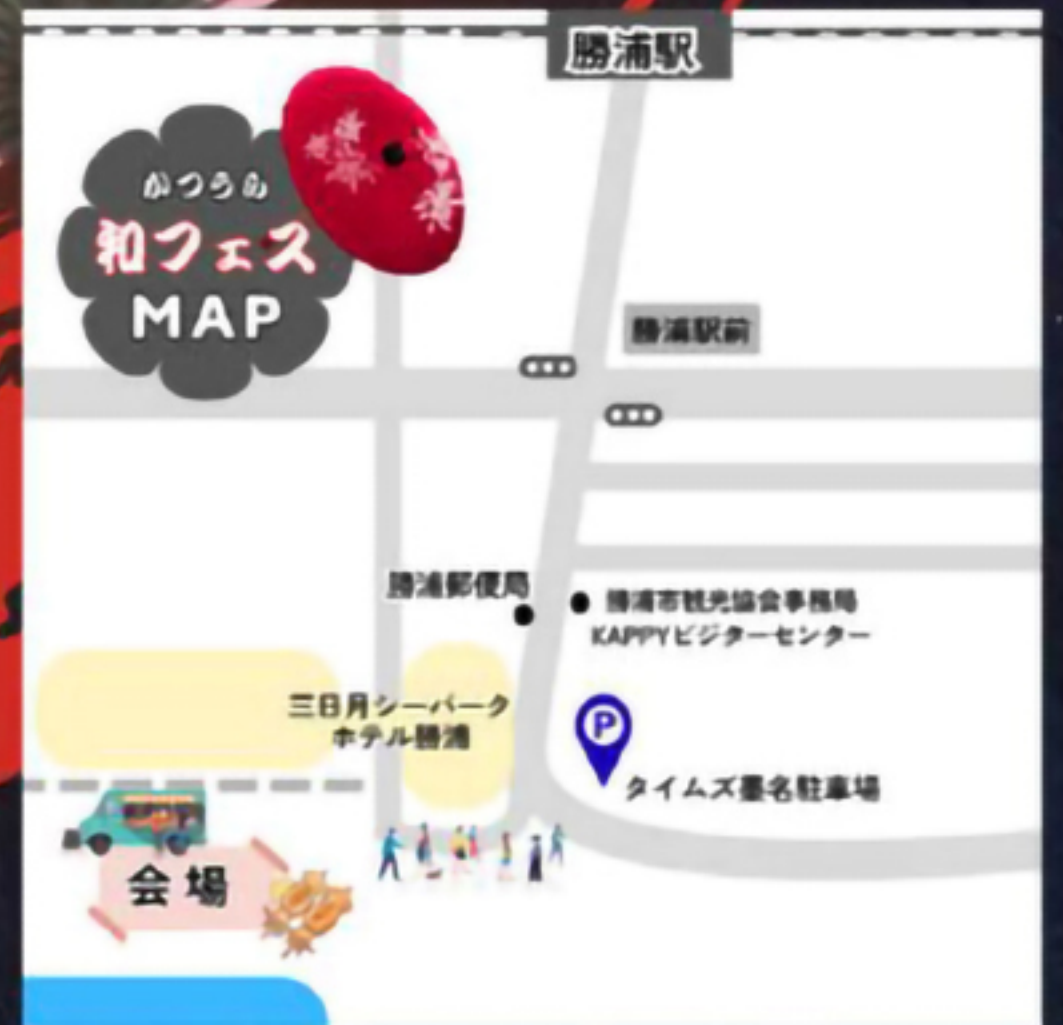 勝浦駅
かつうら
和フェス
MAP
勝浦駅前
勝浦郵便局
勝浦市観光協会事務局
KAPPYビジターセンター
三日月シーパーク
ホテル勝浦
P
タイムズ墨名駐車場
会場